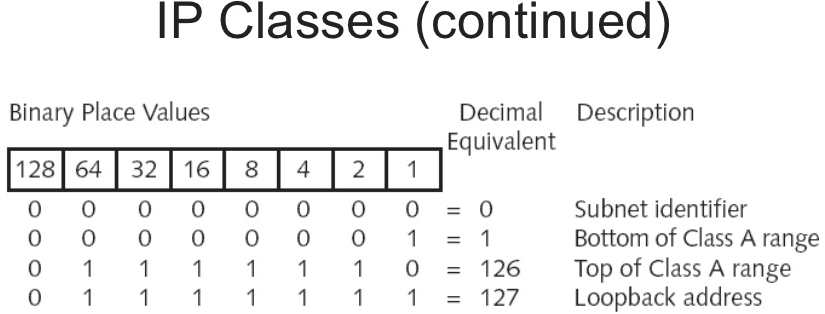 IP Classes (continued)
Binary Place Values Decimal Equivalent Description
128 64 32 16 8 4 2 1
0 0 0 0 0 0 0 0 = 0 Subnet identifier
0 0 0 0 0 0 0 1 = 1 Bottom of Class A range
0 1 1 1 1 1 1 0 = 126 Top of Class A range
0 1 1 1 1 1 1 1 = 127 Loopback address